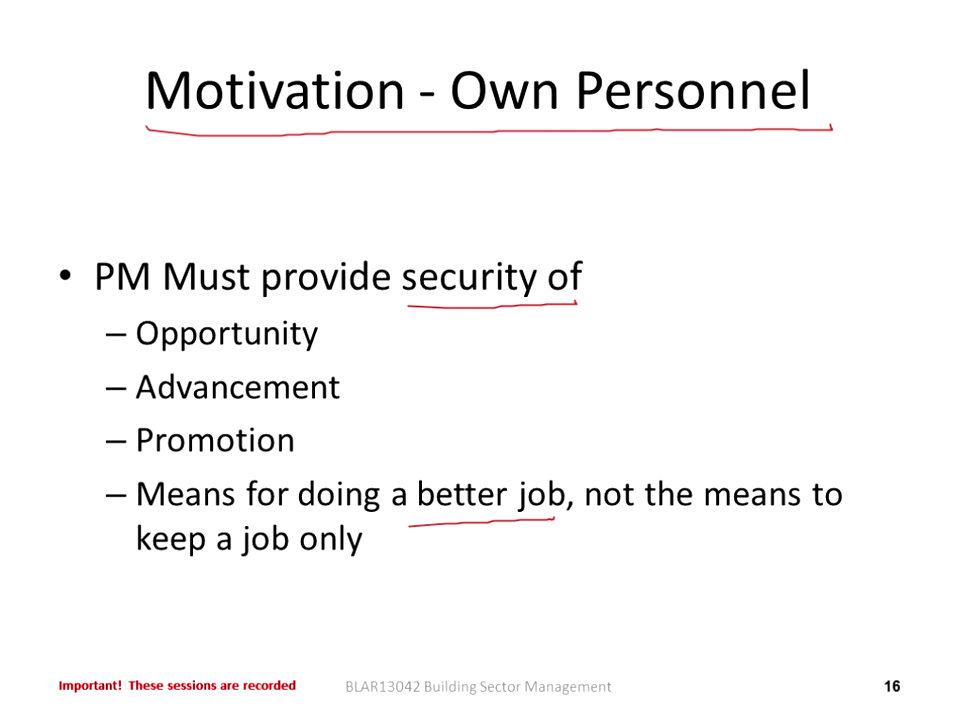 Motivation - Own Personnel
• PM Must provide security of
– Opportunity
– Advancement
– Promotion
– Means for doing a better job, not the means to
keep a job only
Important! These sessions are recorded
BLAR13042 Building Sector Management
16